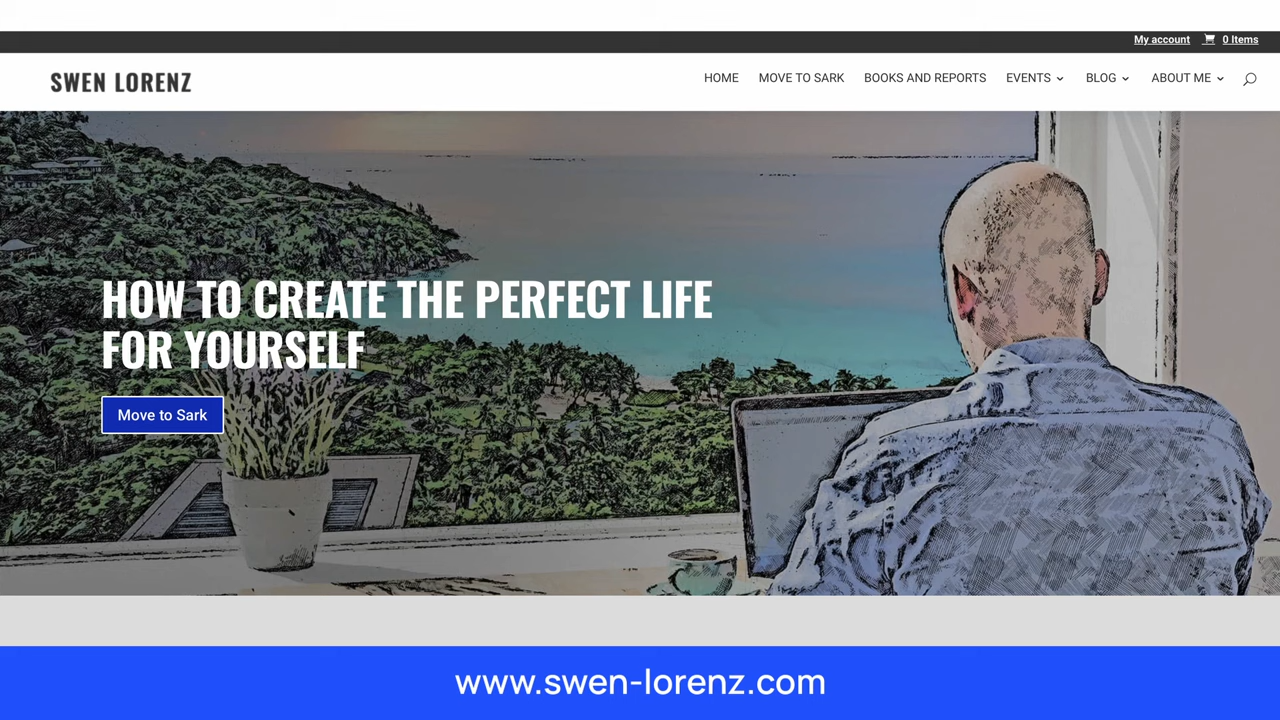 My account 0 Items
SWEN LORENZ
HOME MOVE TO SARK BOOKS AND REPORTS EVENTS BLOG ABOUT ME
HOW TO CREATE THE PERFECT LIFE
FOR YOURSELF
Move to Sark
www.swen-lorenz.com